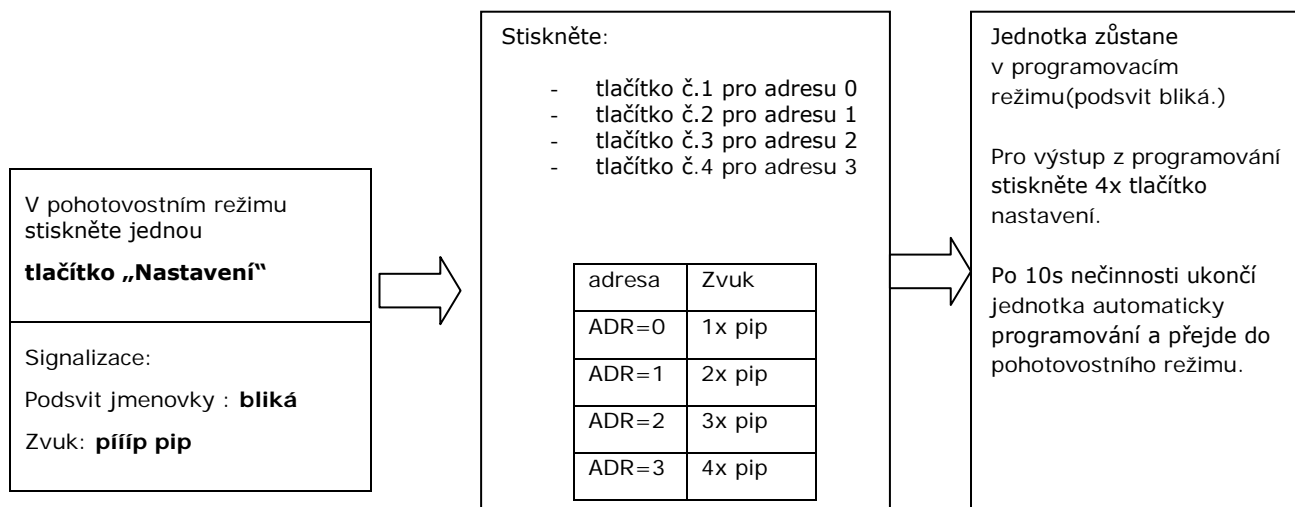 V pohotovostním režimu
stiskněte jednou
tlačítko „Nastavení“
Signalizace:
Podsvit jmenovky : bliká
Zvuk: píííp pip
Stiskněte:
- tlačítko č.1 pro adresu 0
- tlačítko č.2 pro adresu 1
- tlačítko č.3 pro adresu 2
- tlačítko č.4 pro adresu 3
adresa Zvuk
ADR=0 1x pip
ADR=1 2x pip
ADR=2 3x pip
ADR=3 4x pip
Jednotka zůstane
v programovacím
režimu(podsvit bliká.)
Pro výstup z programování
stiskněte 4x tlačítko
nastavení.
Po 10s nečinnosti ukončí
jednotka automaticky
programování a přejde do
pohotovostního režimu.